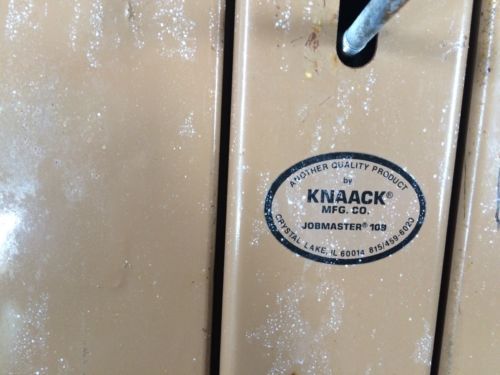 ANOTHER QUALITY PRODUCT
by
KNAACK®
MFG. CO.
JOBMASTER® 109
CRYSTAL LAKE, IL 60014 815/459-6020